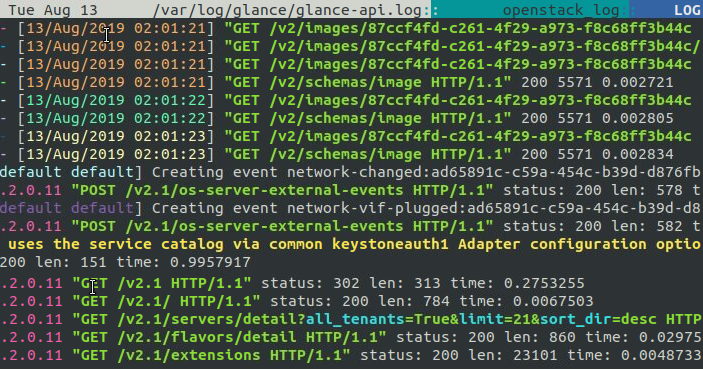 Tue Aug 13 /var/log/glance/glance-api.log: openstack_log LOG
- [13/Aug/2019 02:01:21] "GET /v2/images/87ccf4fd-c261-4f29-a973-f8c68ff3b44c
- [13/Aug/2019 02:01:21] "GET /v2/images/87ccf4fd-c261-4f29-a973-f8c68ff3b44c/
- [13/Aug/2019 02:01:21] "GET /v2/images/87ccf4fd-c261-4f29-a973-f8c68ff3b44c
- [13/Aug/2019 02:01:21] "GET /v2/schemas/image HTTP/1.1" 200 5571 0.002721
- [13/Aug/2019 02:01:22] "GET /v2/images/87ccf4fd-c261-4f29-a973-f8c68ff3b44c
- [13/Aug/2019 02:01:22] "GET /v2/schemas/image HTTP/1.1" 200 5571 0.002805
- [13/Aug/2019 02:01:23] "GET /v2/images/87ccf4fd-c261-4f29-a973-f8c68ff3b44c
- [13/Aug/2019 02:01:23] "GET /v2/schemas/image HTTP/1.1" 200 5571 0.002834
default default] Creating event network-changed:ad65891c-c59a-454c-b39d-d876fb
.2.0.11 "POST /v2.1/os-server-external-events HTTP/1.1" status: 200 len: 578 t
default default] Creating event network-vif-plugged:ad65891c-c59a-454c-b39d-d8
.2.0.11 "POST /v2.1/os-server-external-events HTTP/1.1" status: 200 len: 582 t
uses the service catalog via common keystoneauth1 Adapter configuration optio
200 len: 151 time: 0.9957917
.2.0.11 "GET /v2.1 HTTP/1.1" status: 302 len: 313 time: 0.2753255
.2.0.11 "GET /v2.1/ HTTP/1.1" status: 200 len: 784 time: 0.0067503
.2.0.11 "GET /v2.1/servers/detail?all_tenants=True&limit=21&sort_dir=desc HTTP
.2.0.11 "GET /v2.1/flavors/detail HTTP/1.1" status: 200 len: 860 time: 0.02975
.2.0.11 "GET /v2.1/extensions HTTP/1.1" status: 200 len: 23101 time: 0.0048733